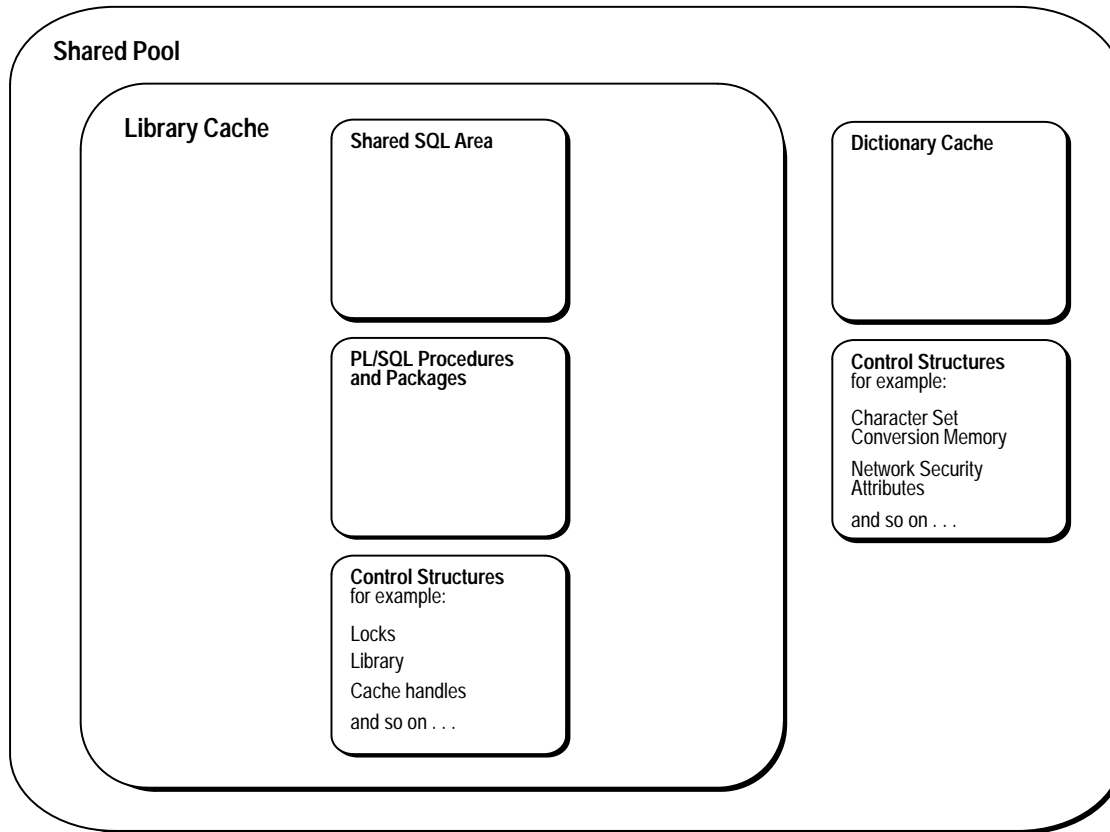 Shared Pool
Library Cache
Shared SQL Area
PL/SQL Procedures
and Packages
Control Structures
for example:
Locks
Library
Cache handles
and so on . . .
Dictionary Cache
Control Structures
for example:
Character Set
Conversion Memory
Network Security
Attributes
and so on . . .